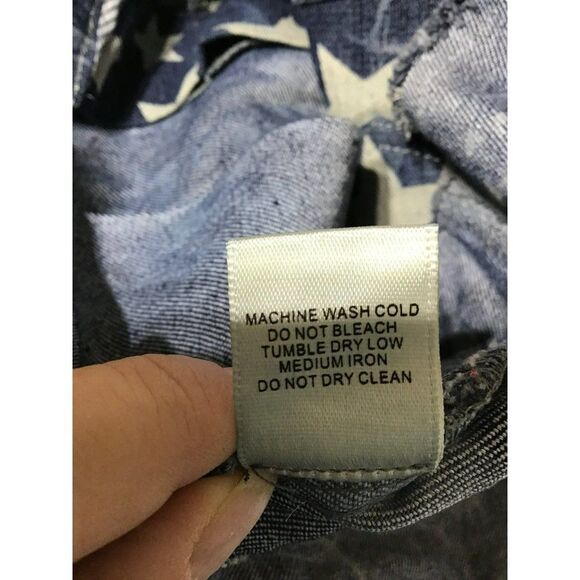 MACHINE WASH COLD
DO NOT BLEACH
TUMBLE DRY LOW
MEDIUM IRON
DO NOT DRY CLEAN